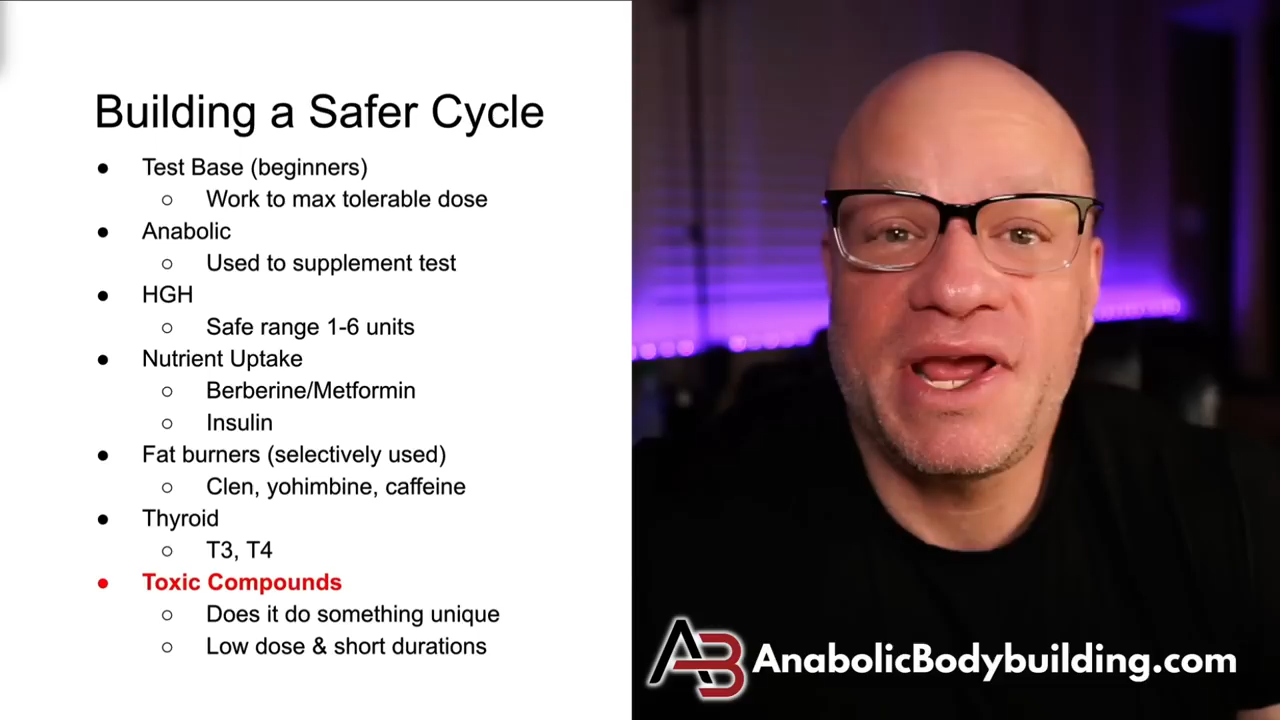 Building a Safer Cycle
● Test Base (beginners)
○ Work to max tolerable dose
● Anabolic
○ Used to supplement test
● HGH
○ Safe range 1-6 units
● Nutrient Uptake
○ Berberine/Metformin
○ Insulin
● Fat burners (selectively used)
○ Clen, yohimbine, caffeine
● Thyroid
○ T3, T4
● Toxic Compounds
○ Does it do something unique
○ Low dose & short durations
AB AnabolicBodybuilding.com